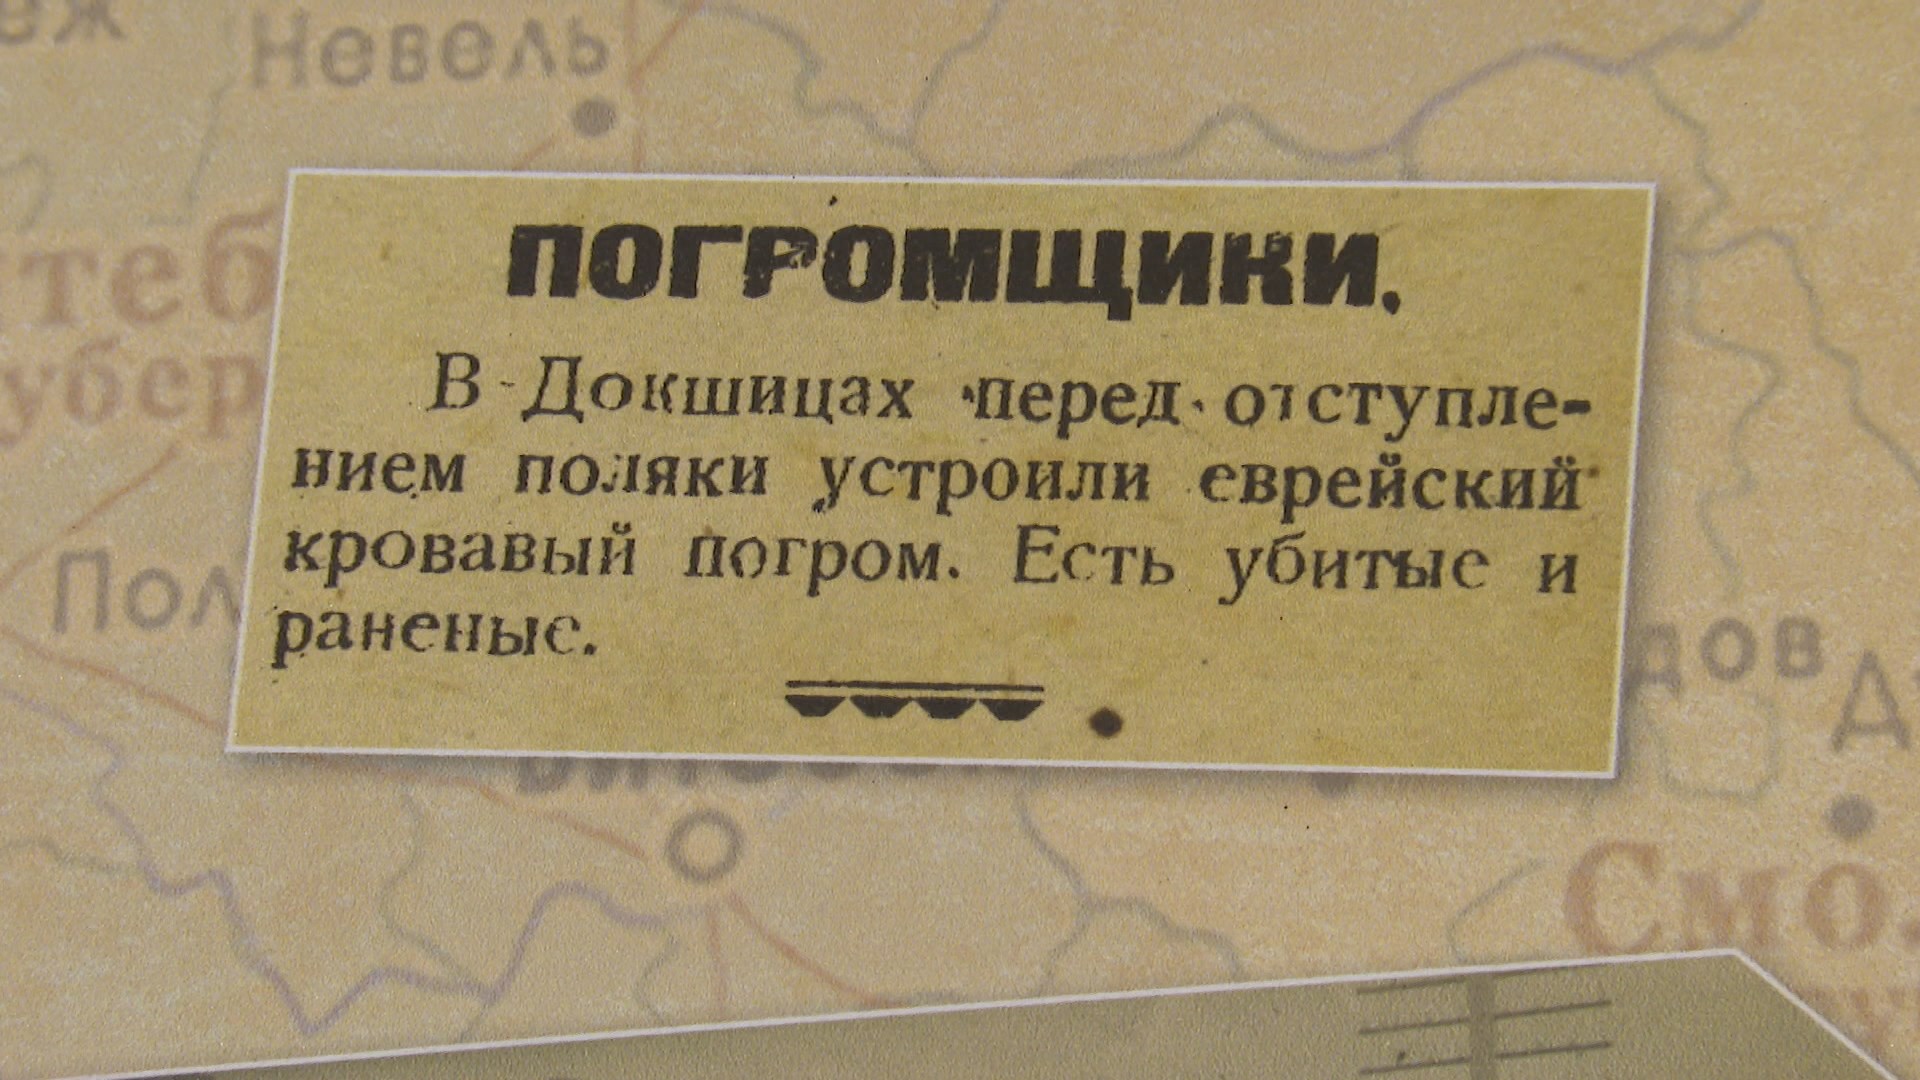 Невель
ПОГРОМЩИКИ.
В Докшицах перед отступле-
нием поляки устроили еврейский
кровавый погром. Есть убитые и
раненые.